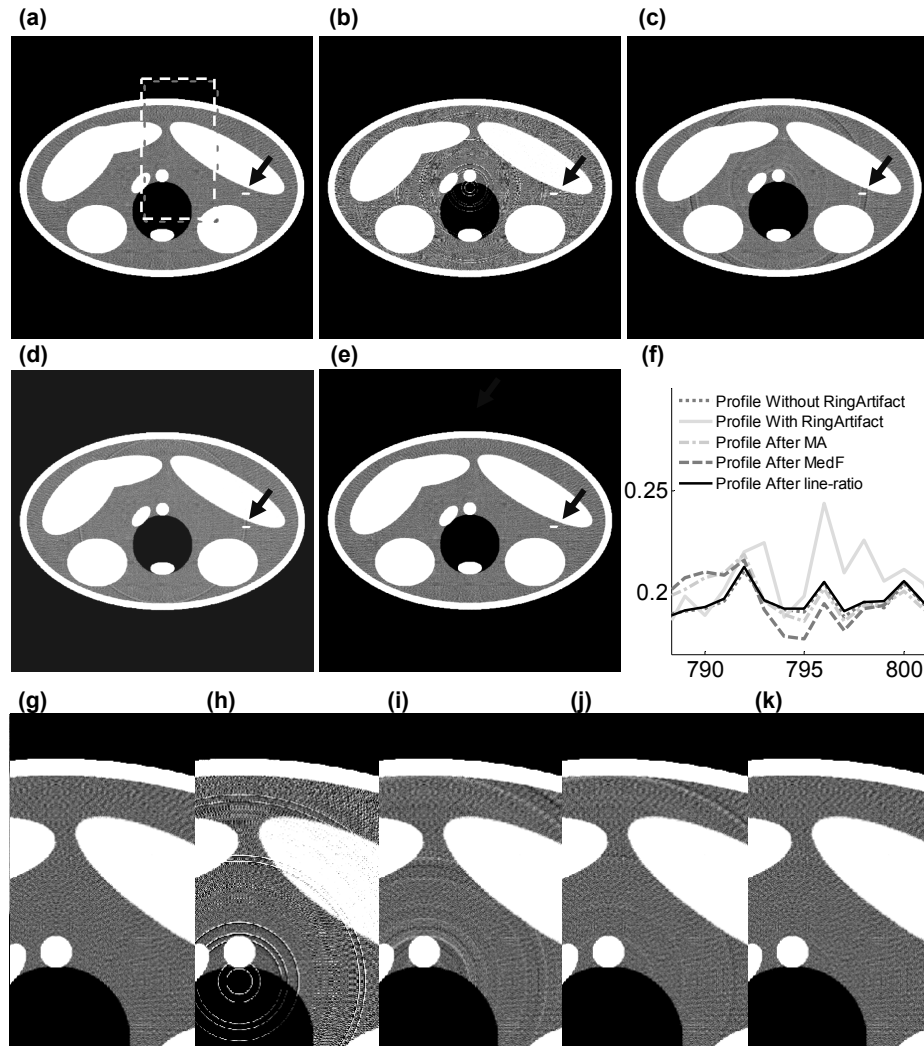 (a)
(b)
(c)
(d)
(e)
(f)
Profile Without RingArtifact
Profile With RingArtifact
Profile After MA
Profile After MedF
Profile After line-ratio
0.25
0.2
790
795
800
(g)
(h)
(i)
(j)
(k)